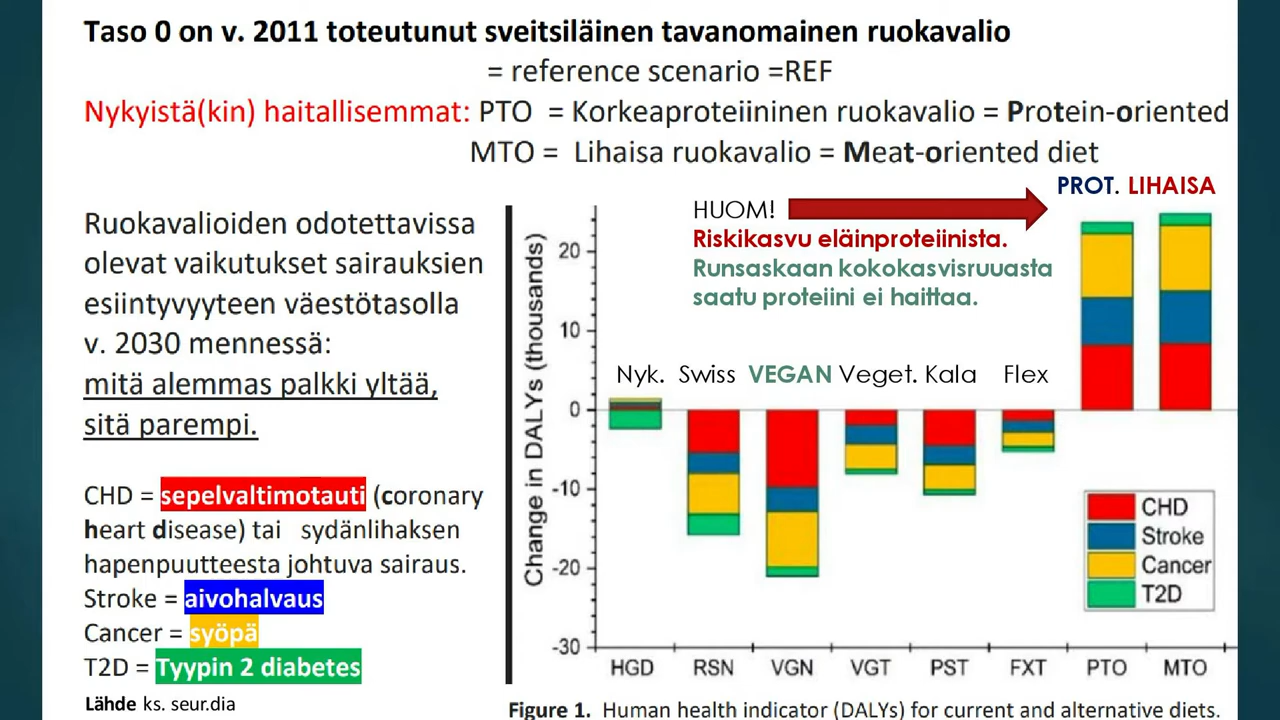 Taso 0 on v. 2011 toteutunut sveitsiläinen tavanomainen ruokavalio
= reference scenario =REF
Nykyistä(kin) haitallisemmat: PTO = Korkeaproteiininen ruokavalio = Protein-oriented
MTO = Lihaisa ruokavalio = Meat-oriented diet
Ruokavalioiden odotettavissa
olevat vaikutukset sairauksien
esiintyvyyteen väestötasolla
v. 2030 mennessä:
mitä alemmas palkki yltää,
sitä parempi.
CHD = sepelvaltimotauti (coronary
heart disease) tai sydänlihaksen
hapenpuutteesta johtuva sairaus.
Stroke = aivohalvaus
Cancer = syöpä
T2D = Tyypin 2 diabetes
Lähde ks. seur.dia
PROT. LIHAISA
HUOM!
Riskikasvu eläinproteiinista.
Runsaskaan kokokasvisruuasta
saatu proteiini ei haittaa.
Nyk. Swiss VEGAN Veget. Kala Flex
Change in DALYs (thousands)
20
10
0
-10
-20
-30
CHD
Stroke
Cancer
T2D
HGD RSN VGN VGT PST FXT PTO MTO
Figure 1. Human health indicator (DALYs) for current and alternative diets.